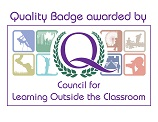 Quality Badge awarded by
Q
Council for
Learning Outside the Classroom